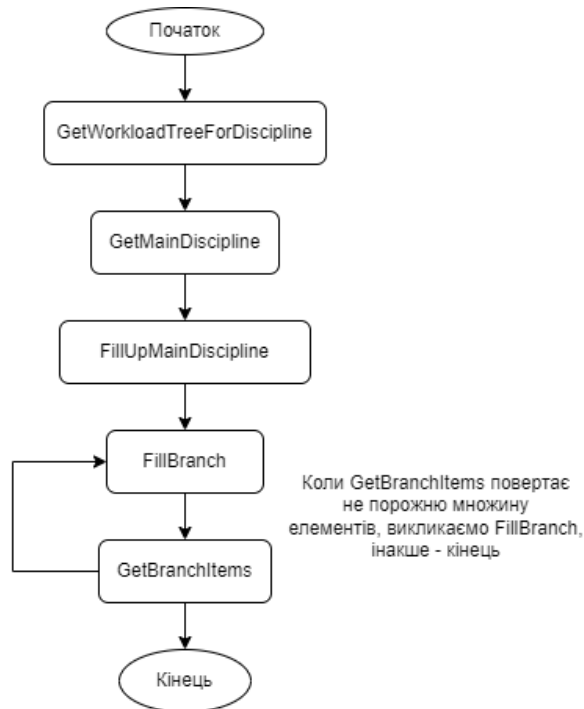 Початок
GetWorkloadTreeForDiscipline
GetMainDiscipline
FillUpMainDiscipline
FillBranch
Коли GetBranchItems повертає
не порожню множину
елементів, викликаємо FillBranch,
інакше - кінець
GetBranchItems
Кінець